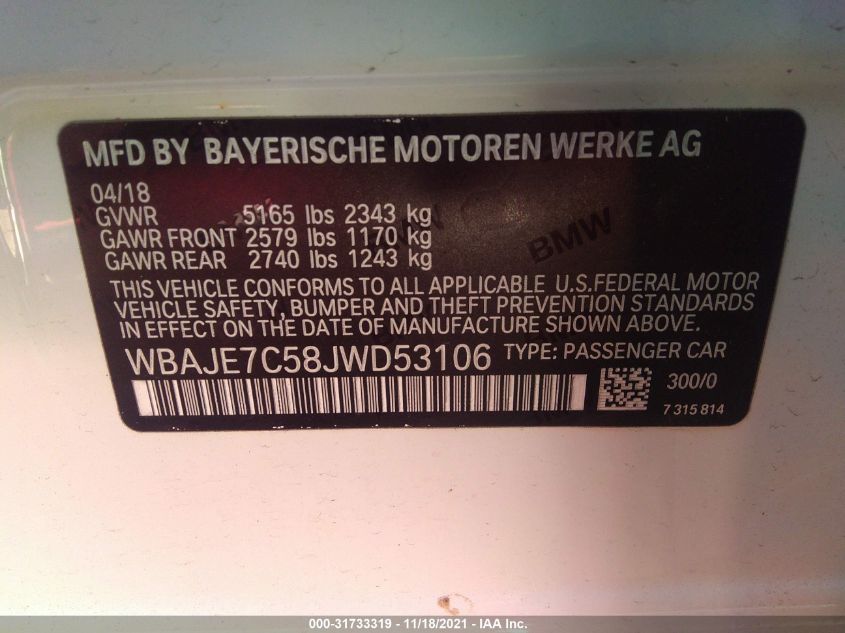 MFD BY BAYERISCHE MOTOREN WERKE AG
04/18
GVWR 5165 lbs 2343 kg
GAWR FRONT 2579 lbs 1170 kg
GAWR REAR 2740 lbs 1243 kg
BMW
THIS VEHICLE CONFORMS TO ALL APPLICABLE U.S.FEDERAL MOTOR
VEHICLE SAFETY, BUMPER AND THEFT PREVENTION STANDARDS
IN EFFECT ON THE DATE OF MANUFACTURE SHOWN ABOVE.
WBAJE7C58JWD53106 TYPE: PASSENGER CAR
300/0
7 315 814
000-31733319 - 11/18/2021 - IAA Inc.